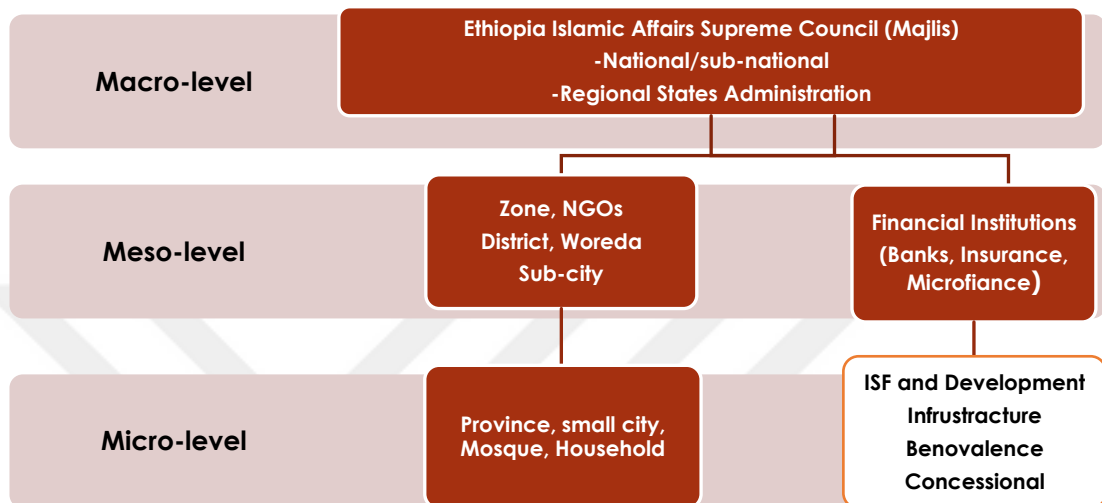 Macro-level
Ethiopia Islamic Affairs Supreme Council (Majlis)
-National/sub-national
-Regional States Administration
Meso-level
Zone, NGOs
District, Woreda
Sub-city
Financial Institutions
(Banks, Insurance,
Microfiance)
Micro-level
Province, small city,
Mosque, Household
ISF and Development
Infrustracture
Benovalence
Concessional